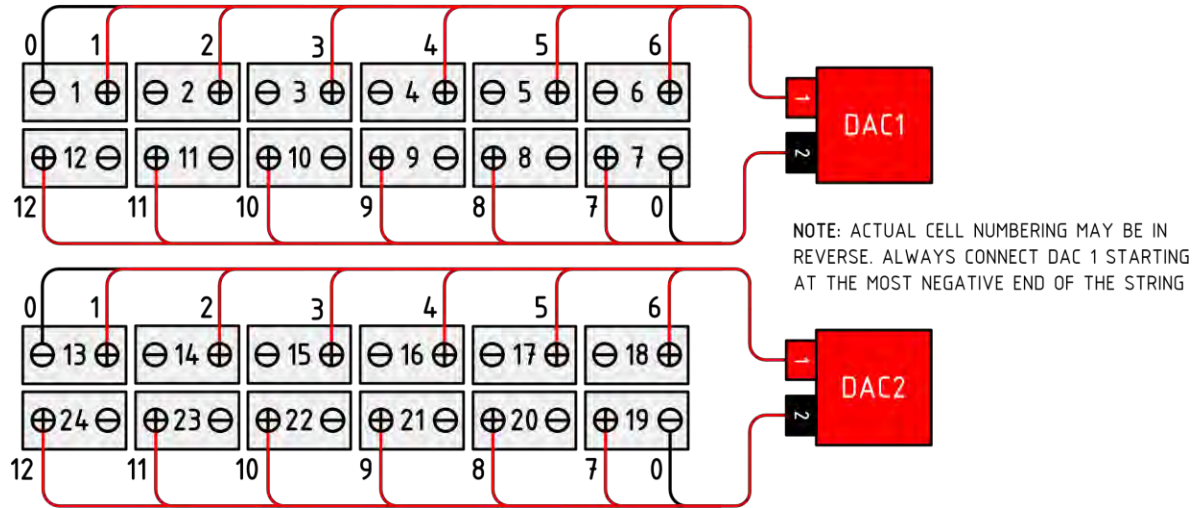 0 1 2 3 4 5 6
1 2 3 4 5 6
1
DAC1
2
12 11 10 9 8 7
12 11 10 9 8 7 0
NOTE: ACTUAL CELL NUMBERING MAY BE IN
REVERSE. ALWAYS CONNECT DAC 1 STARTING
AT THE MOST NEGATIVE END OF THE STRING
0 1 2 3 4 5 6
13 14 15 16 17 18
1
DAC2
2
24 23 22 21 20 19
12 11 10 9 8 7 0